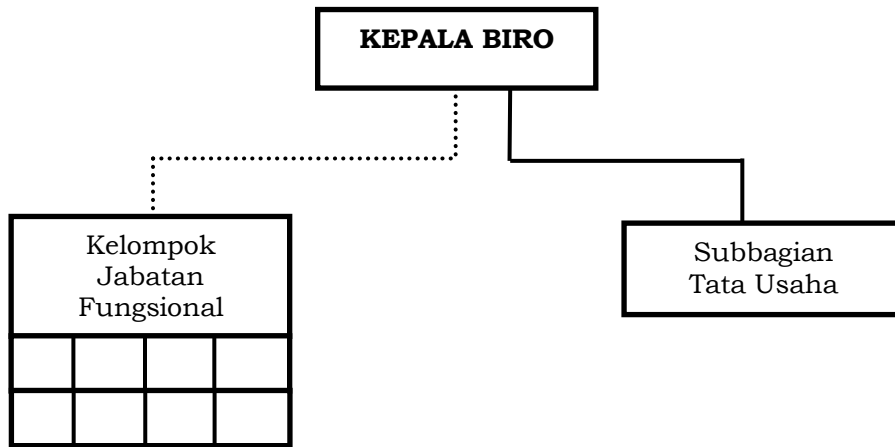 KEPALA BIRO
Kelompok
Jabatan
Fungsional
Subbagian
Tata Usaha